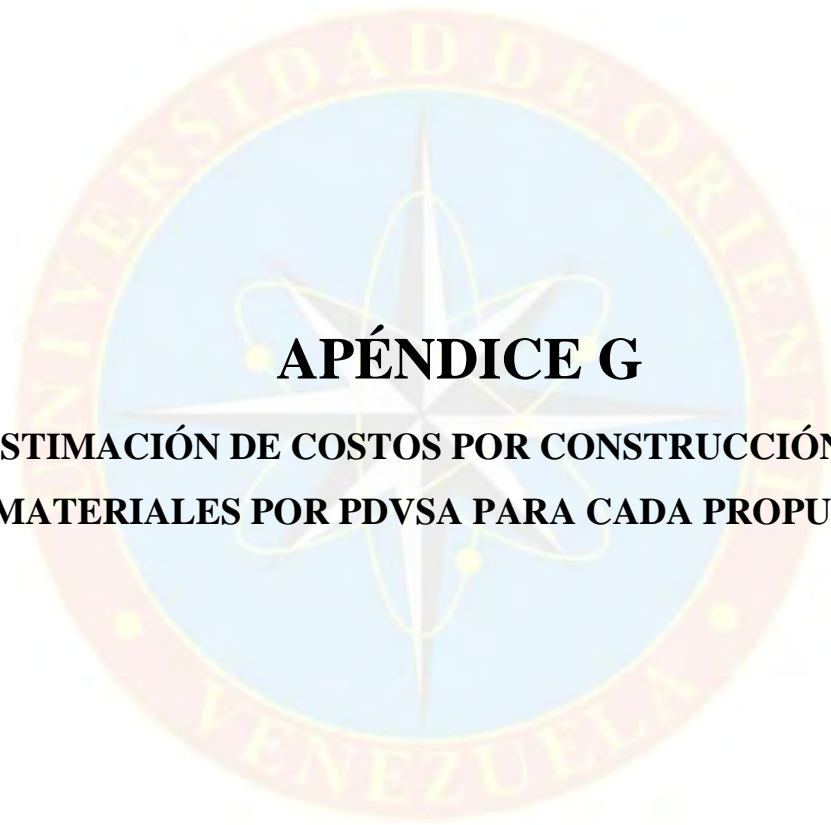 UNIVERSIDAD DE ORIENTE
APÉNDICE G
STIMACIÓN DE COSTOS POR CONSTRUCCIÓN
MATERIALES POR PDVSA PARA CADA PROPU
VENEZUELA